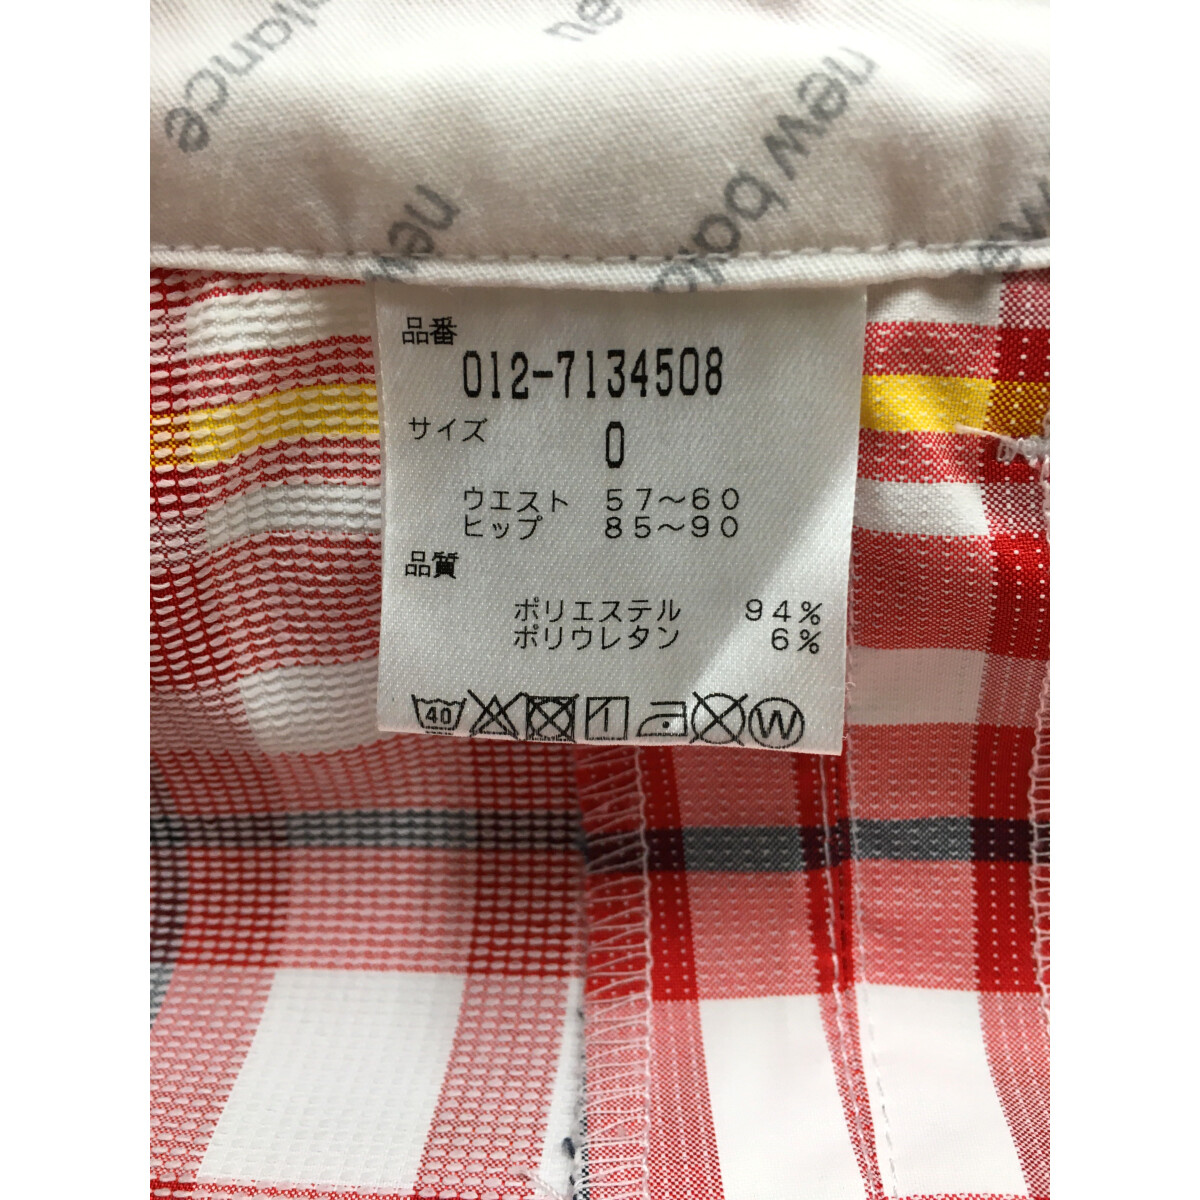 lance
eu
new balance
new
品番
012-7134508
サイズ
0
ウエスト 57～60
ヒップ 85～90
品質
ポリエステル 94%
ポリウレタン 6%
40
W